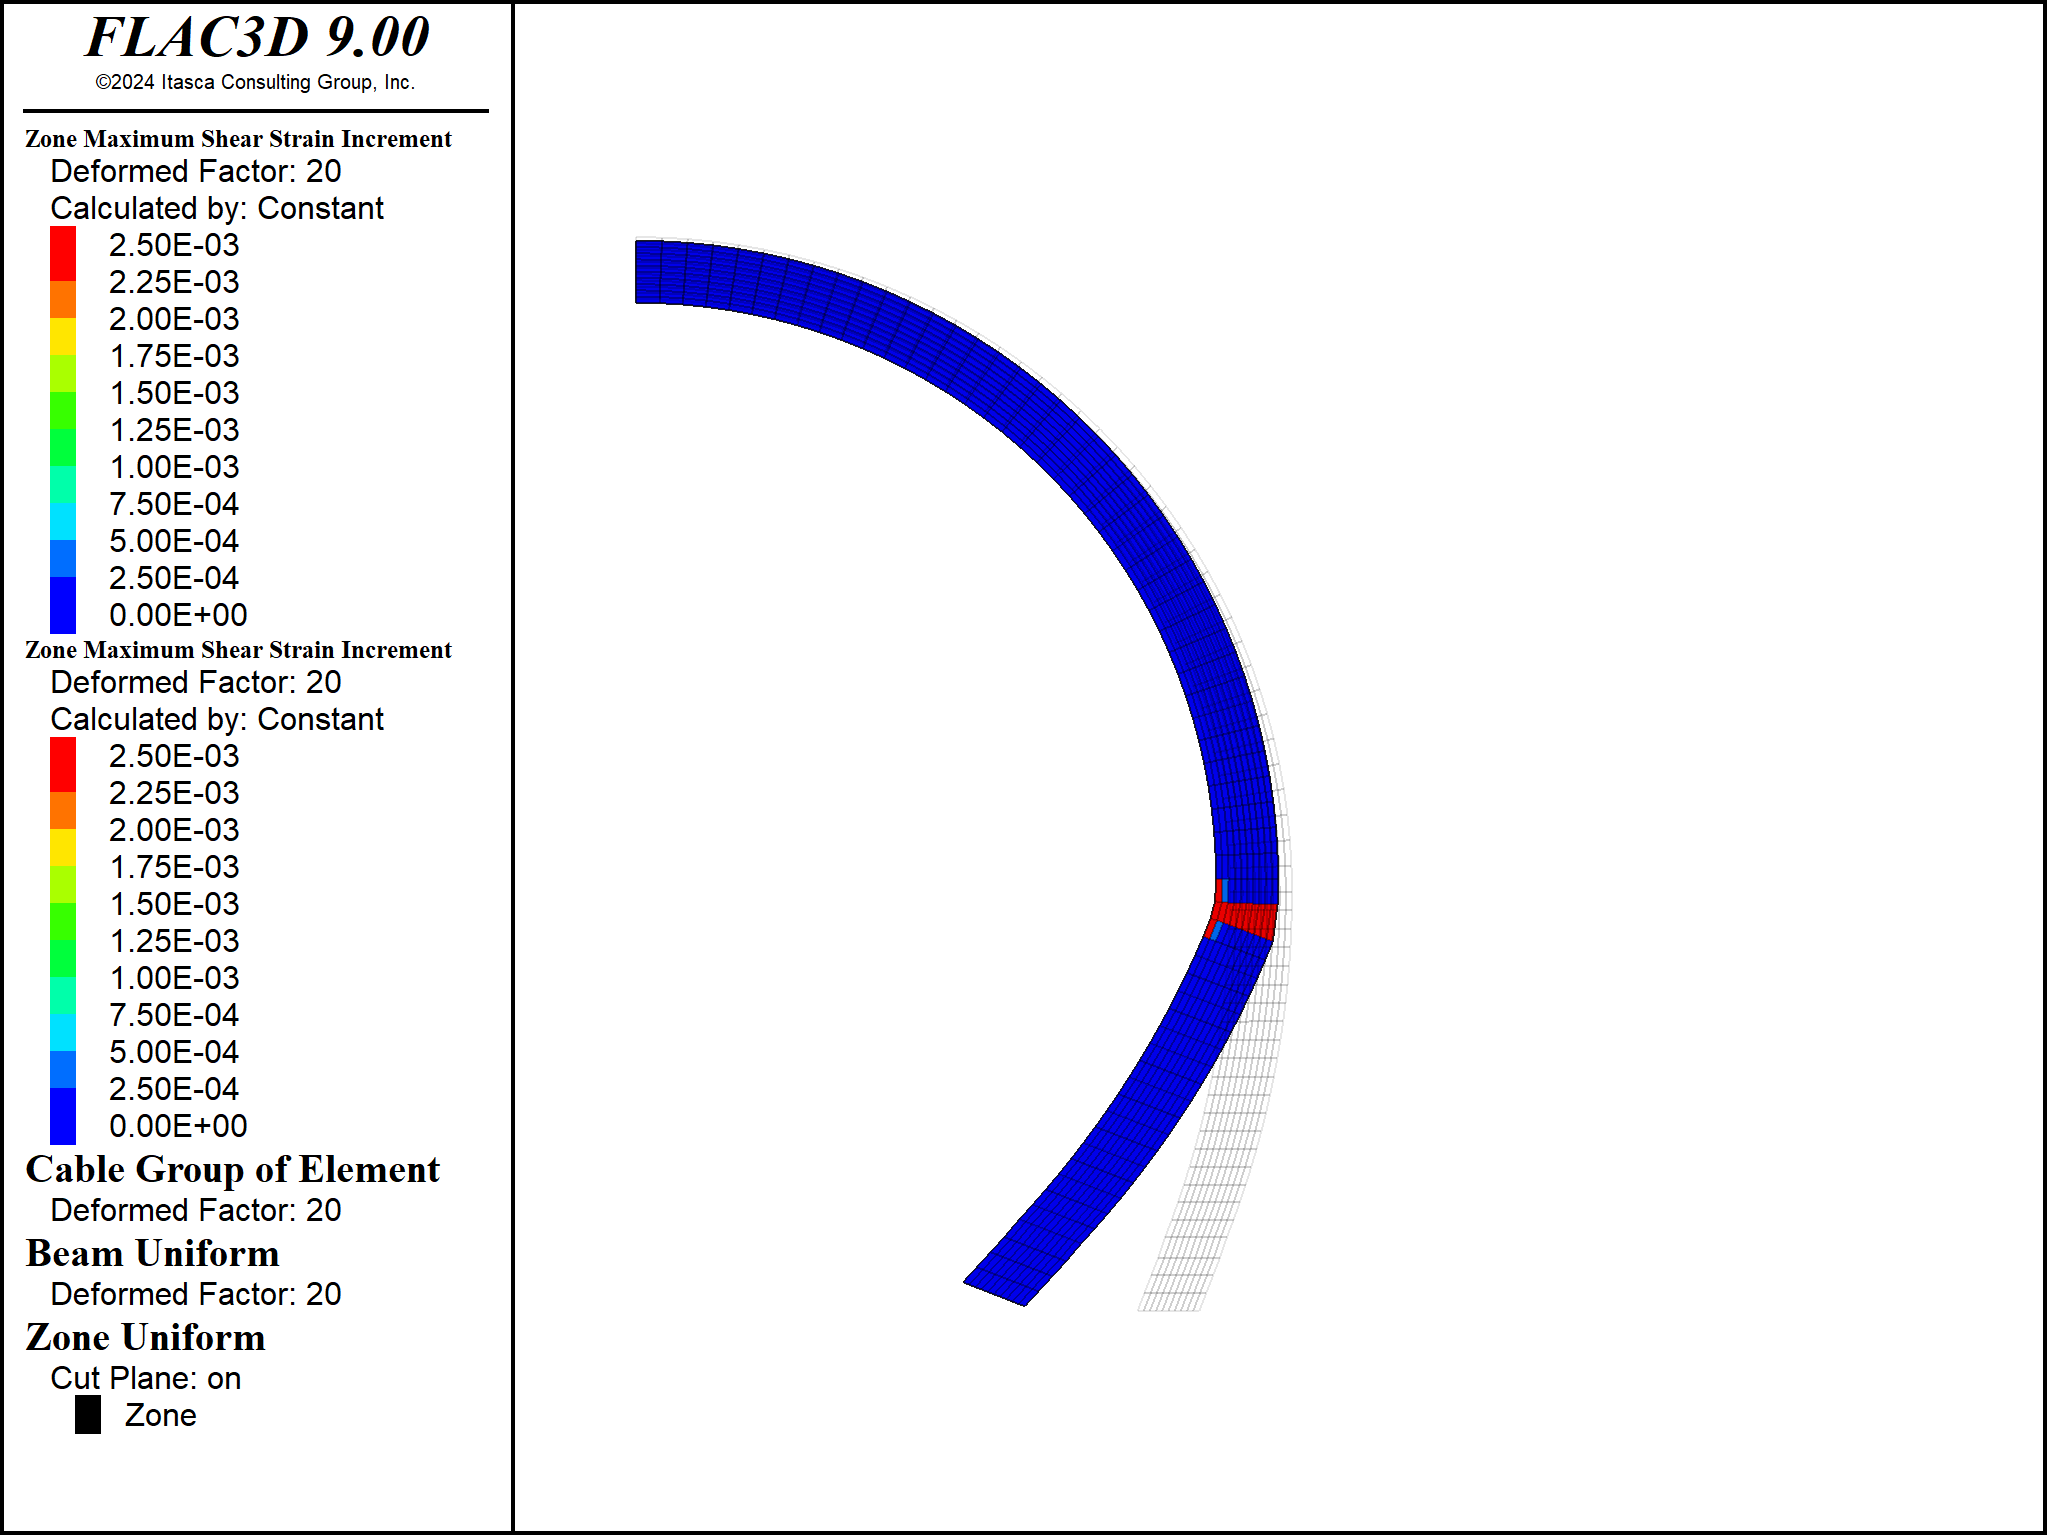 FLAC3D 9.00
©2024 Itasca Consulting Group, Inc.
Zone Maximum Shear Strain Increment
Deformed Factor: 20
Calculated by: Constant
2.50E-03
2.25E-03
2.00E-03
1.75E-03
1.50E-03
1.25E-03
1.00E-03
7.50E-04
5.00E-04
2.50E-04
0.00E+00
Zone Maximum Shear Strain Increment
Deformed Factor: 20
Calculated by: Constant
2.50E-03
2.25E-03
2.00E-03
1.75E-03
1.50E-03
1.25E-03
1.00E-03
7.50E-04
5.00E-04
2.50E-04
0.00E+00
Cable Group of Element
Deformed Factor: 20
Beam Uniform
Deformed Factor: 20
Zone Uniform
Cut Plane: on
Zone